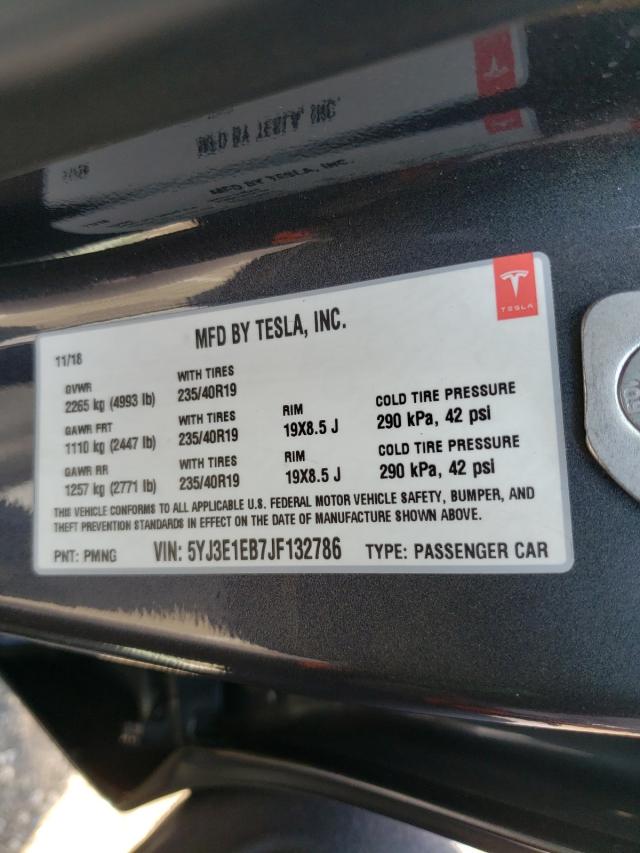 MFD BY TESLA, INC.
TESLA
MFD BY TESLA, INC.
11/18
GVWR
2265 kg (4993 lb)
WITH TIRES
235/40R19
GAWR FRT
1110 kg (2447 lb)
WITH TIRES
235/40R19
RIM
19X8.5 J
COLD TIRE PRESSURE
290 kPa, 42 psi
GAWR RR
1257 kg (2771 lb)
WITH TIRES
235/40R19
RIM
19X8.5 J
COLD TIRE PRESSURE
290 kPa, 42 psi
THIS VEHICLE CONFORMS TO ALL APPLICABLE U.S. FEDERAL MOTOR VEHICLE SAFETY, BUMPER, AND
THEFT PREVENTION STANDARDS IN EFFECT ON THE DATE OF MANUFACTURE SHOWN ABOVE.
PNT: PMNG VIN: 5YJ3E1EB7JF132786 TYPE: PASSENGER CAR